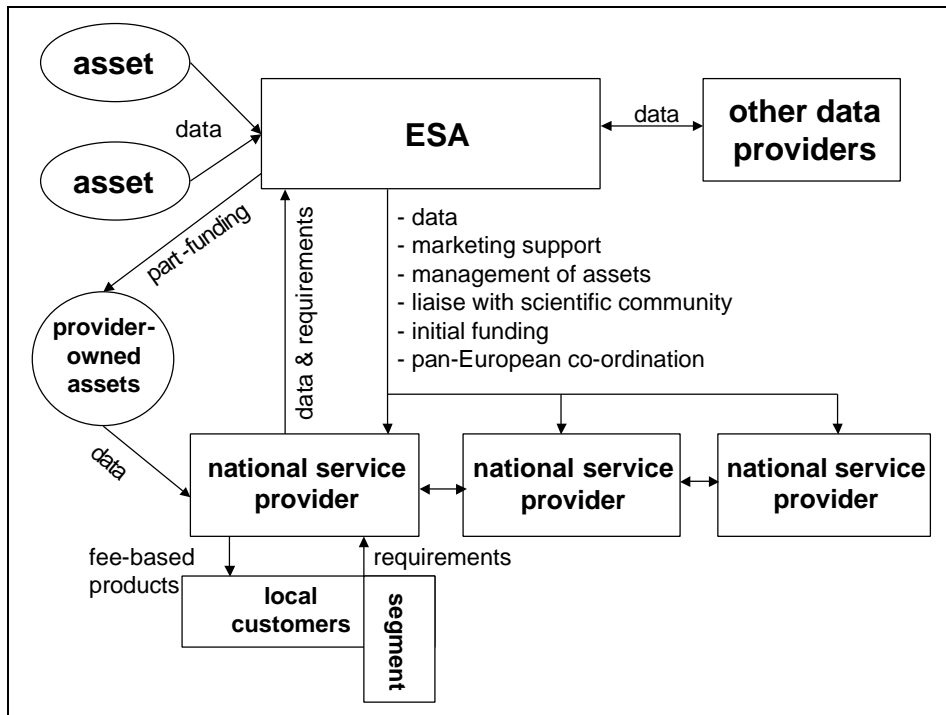 asset
data
asset
ESA
data
other data
providers
part-funding
data & requirements
- data
- marketing support
- management of assets
- liaise with scientific community
- initial funding
- pan-European co-ordination
provider-
owned
assets
data
national service
provider
national service
provider
national service
provider
fee-based
products
requirements
local
customers
segment